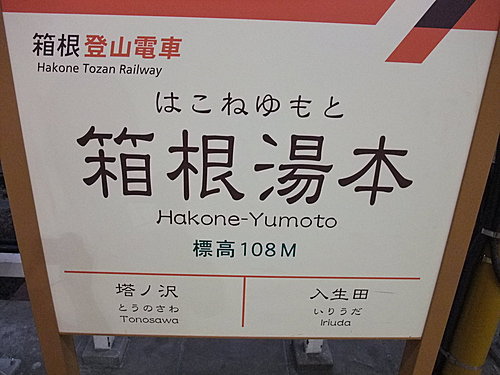 箱根登山電車
Hakone Tozan Railway
はこねゆもと
箱根湯本
Hakone-Yumoto
標高108M
塔ノ沢
とうのさわ
Tonosawa
入生田
いりうだ
Iriuda